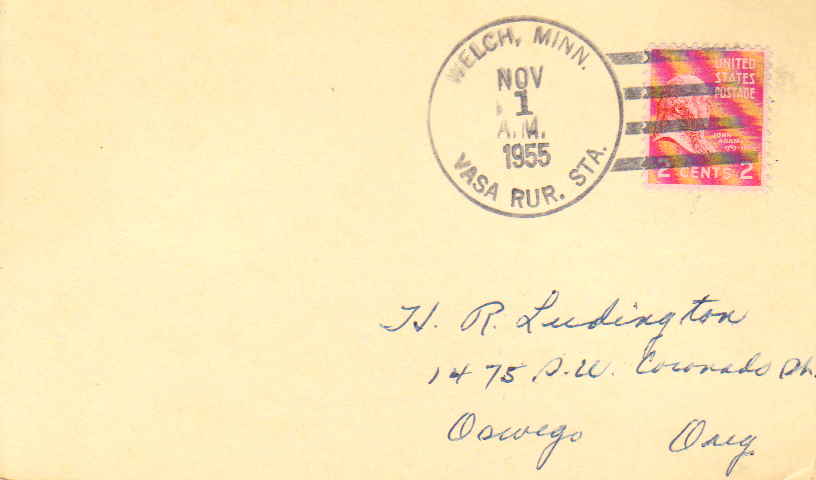 WELCH, MINN.
NOV
1
A.M.
1955
VASA RUR. STA.
UNITED
STATES
POSTAGE
JOHN
ADAMS
2 CENTS 2
H. R. Ludington
1475 S.W. Coronado Sh.
Oswego Oreg